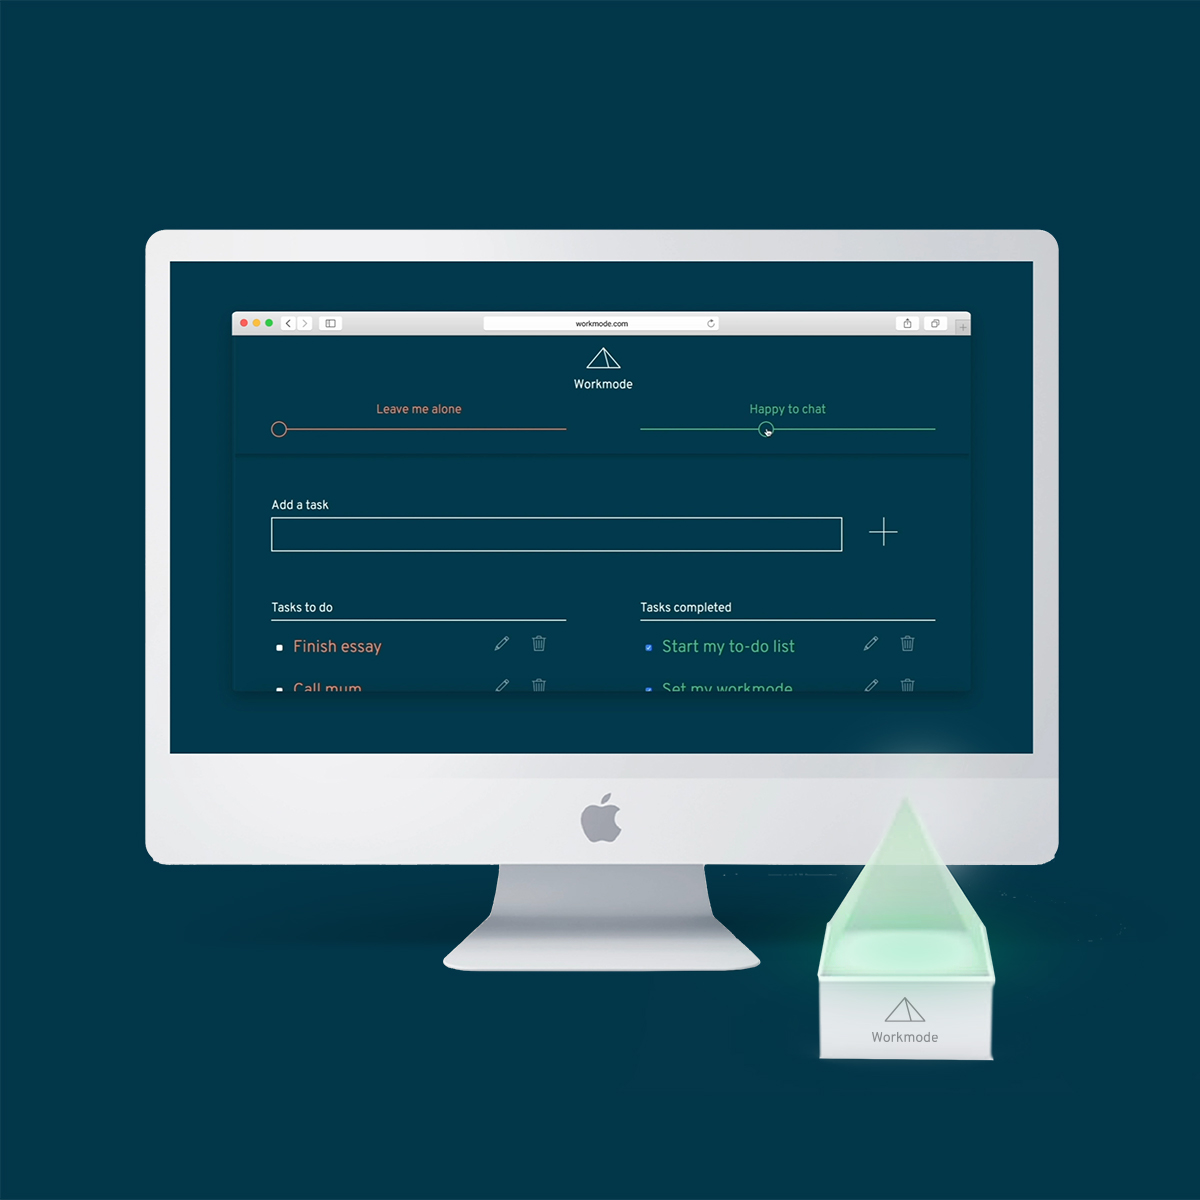 workmode.com
Workmode
Leave me alone
Happy to chat
Add a task
Tasks to do
Tasks completed
Finish essay
Start my to-do list
Call mum
Set my workmode
Workmode